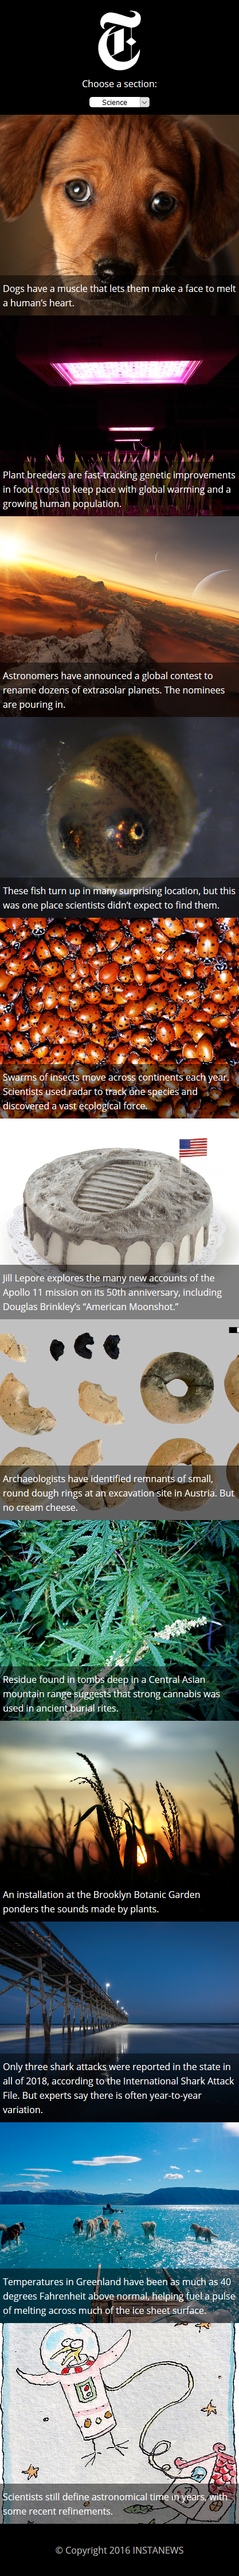 Choose a section:
Science
Dogs have a muscle that lets them make a face to melt
a human's heart.
Plant breeders are fast-tracking genetic improvements
in food crops to keep pace with global warming and a
growing human population.
Astronomers have announced a global contest to
rename dozens of extrasolar planets. The nominees
are pouring in.
These fish turn up in many surprising location, but this
was one place scientists didn't expect to find them.
Swarms of insects move across continents each year.
Scientists used radar to track one species and
discovered a vast ecological force.
Jill Lepore explores the many new accounts of the
Apollo 11 mission on its 50th anniversary, including
Douglas Brinkley's “American Moonshot.”
Archaeologists have identified remnants of small,
round dough rings at an excavation site in Austria. But
no cream cheese.
Residue found in tombs deep in a Central Asian
mountain range suggests that strong cannabis was
used in ancient burial rites.
An installation at the Brooklyn Botanic Garden
ponders the sounds made by plants.
Only three shark attacks were reported in the state in
all of 2018, according to the International Shark Attack
File. But experts say there is often year-to-year
variation.
Temperatures in Greenland have been as much as 40
degrees Fahrenheit above normal, helping fuel a pulse
of melting across much of the ice sheet surface.
Scientists still define astronomical time in years, with
some recent refinements.
© Copyright 2016 INSTANEWS